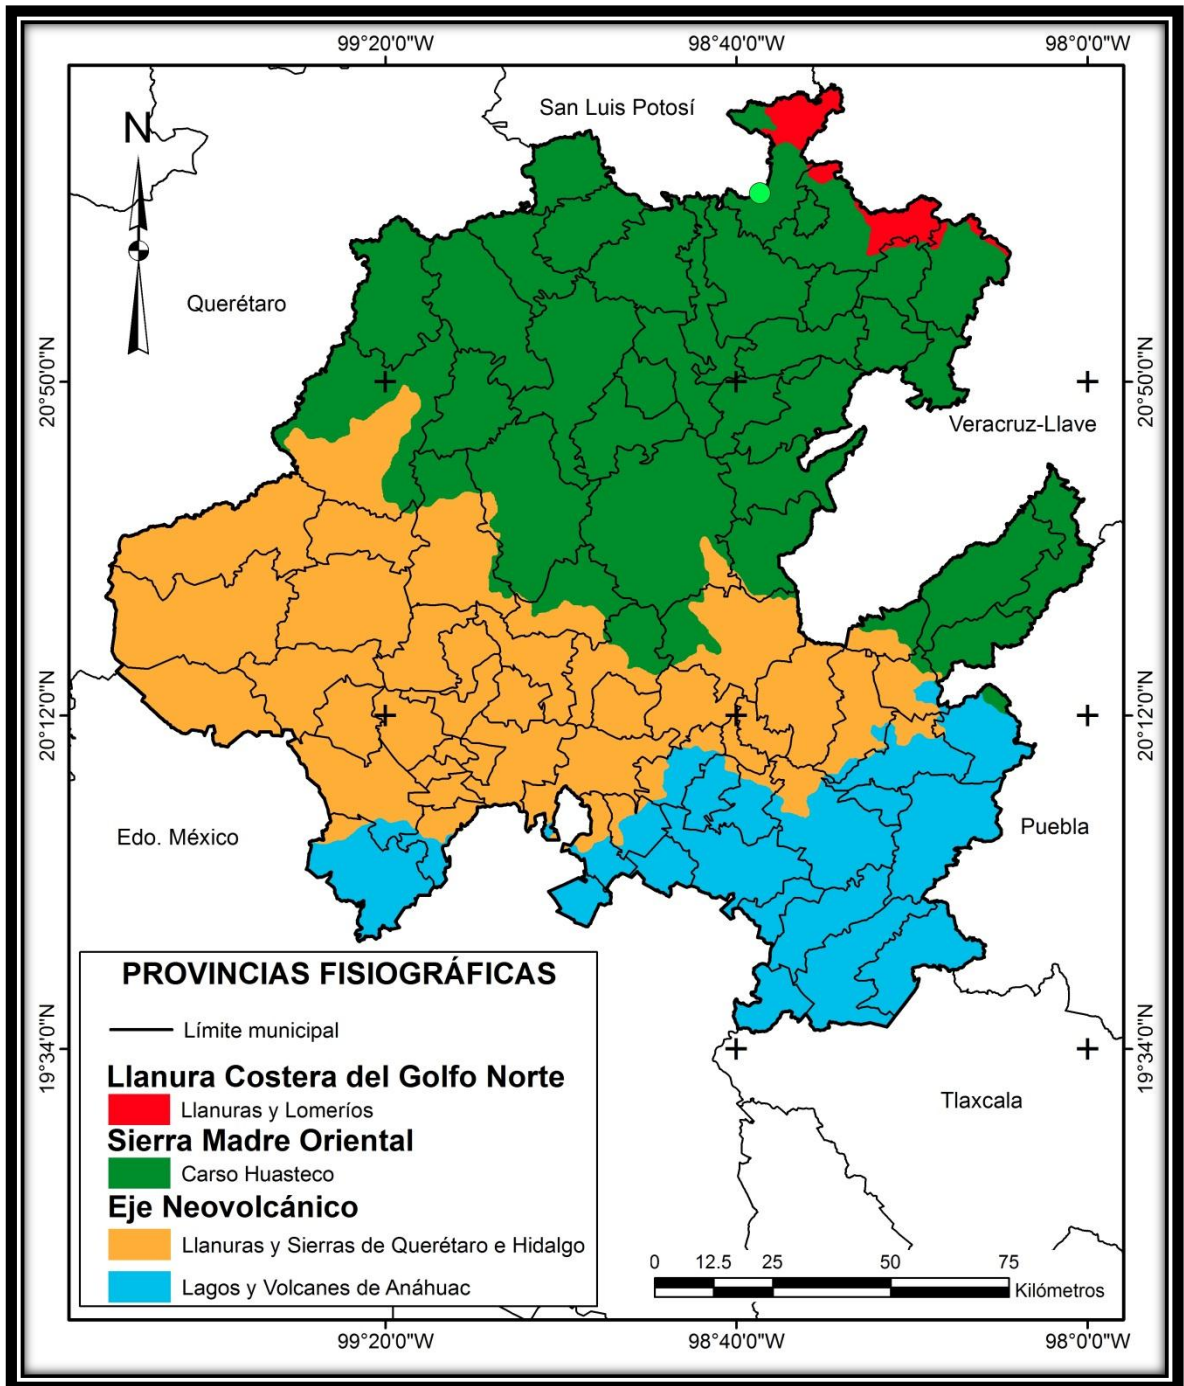 99°20'0"W
98°40'0"W
98°0'0"W
San Luis Potosí
N
Querétaro
20°50'0"N
20°50'0"N
Veracruz-Llave
20°12'0"N
20°12'0"N
Edo. México
Puebla
PROVINCIAS FISIOGRÁFICAS
Límite municipal
19°34'0"N
19°34'0"N
Llanura Costera del Golfo Norte
Llanuras y Lomeríos
Tlaxcala
Sierra Madre Oriental
Carso Huasteco
Eje Neovolcánico
Llanuras y Sierras de Querétaro e Hidalgo
Lagos y Volcanes de Anáhuac
0 12.5 25 50 75
Kilómetros
99°20'0"W
98°40'0"W
98°0'0"W